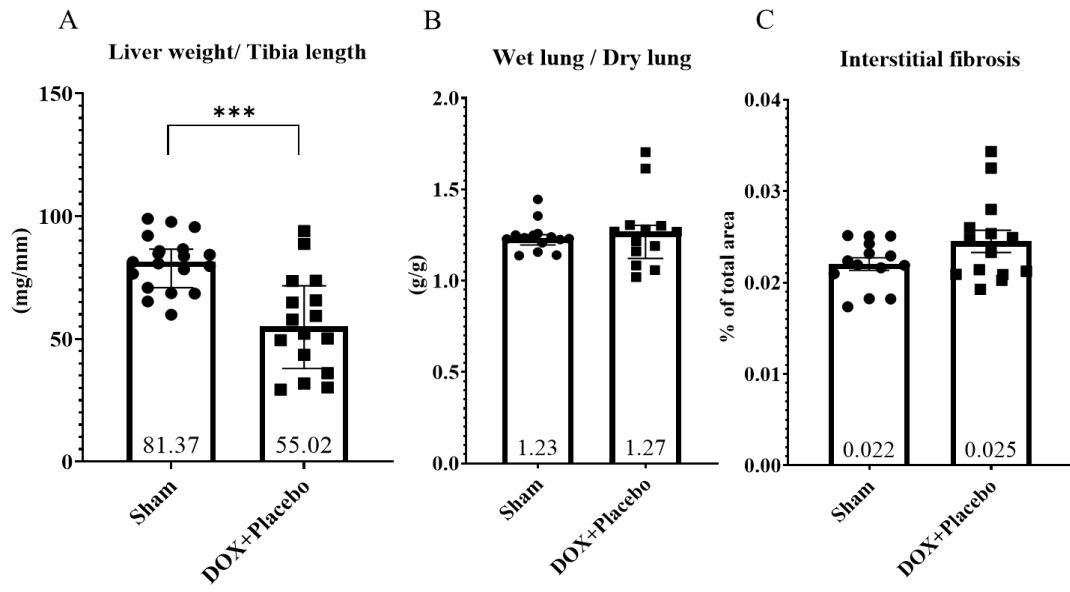 A
Liver weight/ Tibia length
150
100
50
0
(mg/mm)
***
81.37
55.02
Sham
DOX+Placebo
B
Wet lung / Dry lung
2.0
1.5
1.0
0.5
0.0
(g/g)
1.23
1.27
Sham
DOX+Placebo
C
Interstitial fibrosis
0.04
0.03
0.02
0.01
0.00
% of total area
0.022
0.025
Sham
DOX+Placebo